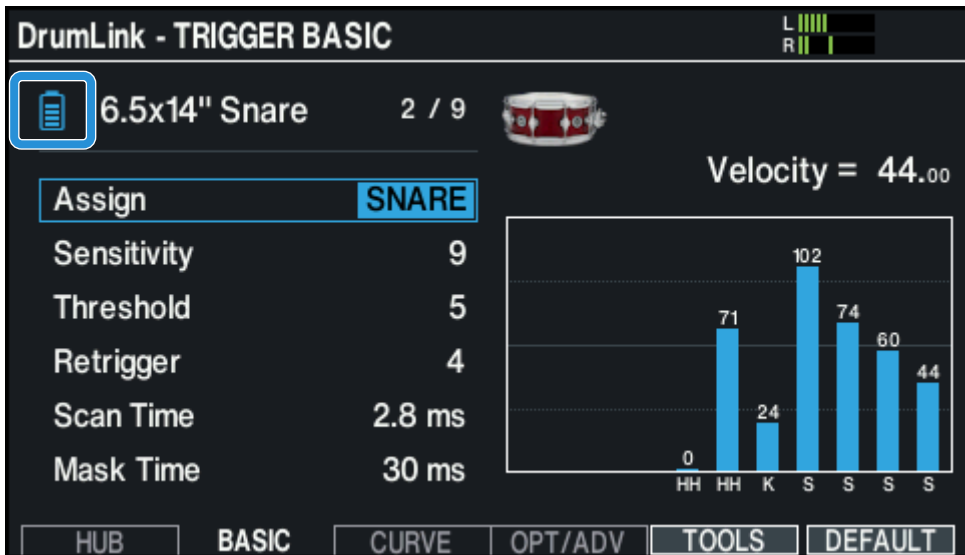 DrumLink - TRIGGER BASIC
L
R
6.5x14" Snare 2 / 9
Velocity = 44.00
Assign SNARE
Sensitivity 9
Threshold 5
Retrigger 4
Scan Time 2.8 ms
Mask Time 30 ms
0 71 24 102 74 60 44
HH HH K S S S S
HUB BASIC CURVE OPT/ADV TOOLS DEFAULT